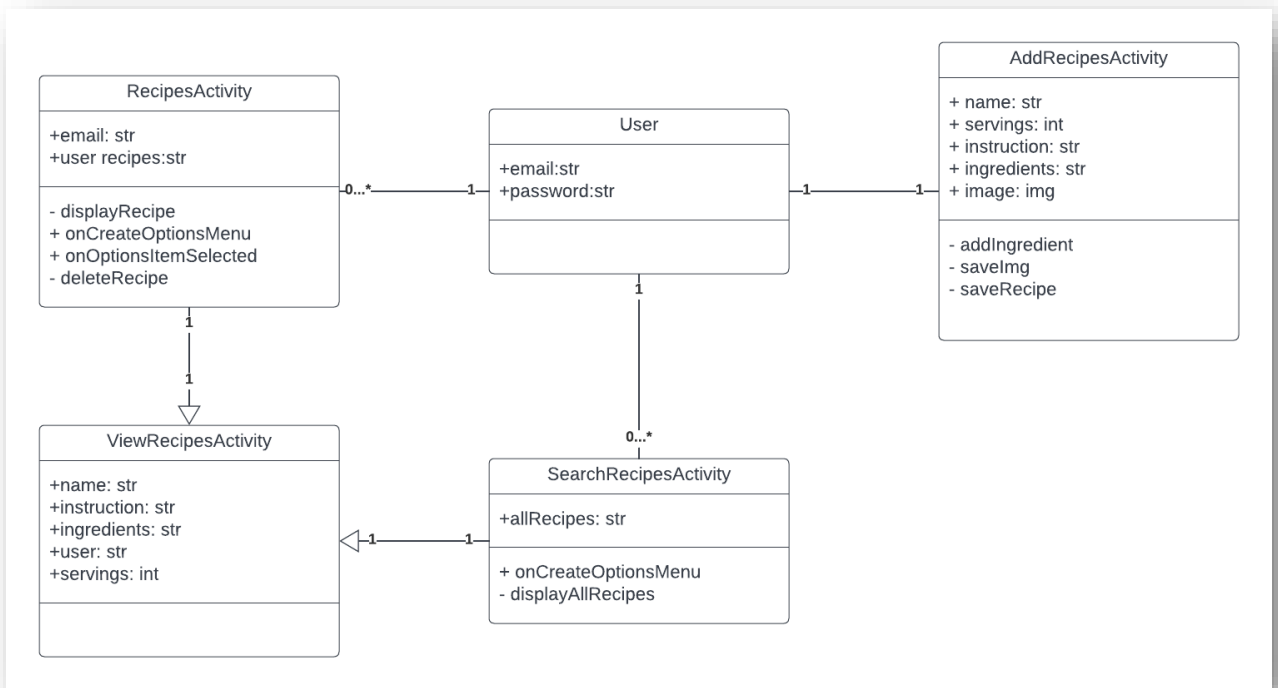 RecipesActivity
+email: str
+user recipes:str
- displayRecipe
+ onCreateOptionsMenu
+ onOptionsItemSelected
- deleteRecipe
0...*
1
User
+email:str
+password:str
1
1
AddRecipesActivity
+ name: str
+ servings: int
+ instruction: str
+ ingredients: str
+ image: img
- addIngredient
- saveImg
- saveRecipe
1
1
1
0...*
ViewRecipesActivity
+name: str
+instruction: str
+ingredients: str
+user: str
+servings: int
1
1
SearchRecipesActivity
+allRecipes: str
+ onCreateOptionsMenu
- displayAllRecipes